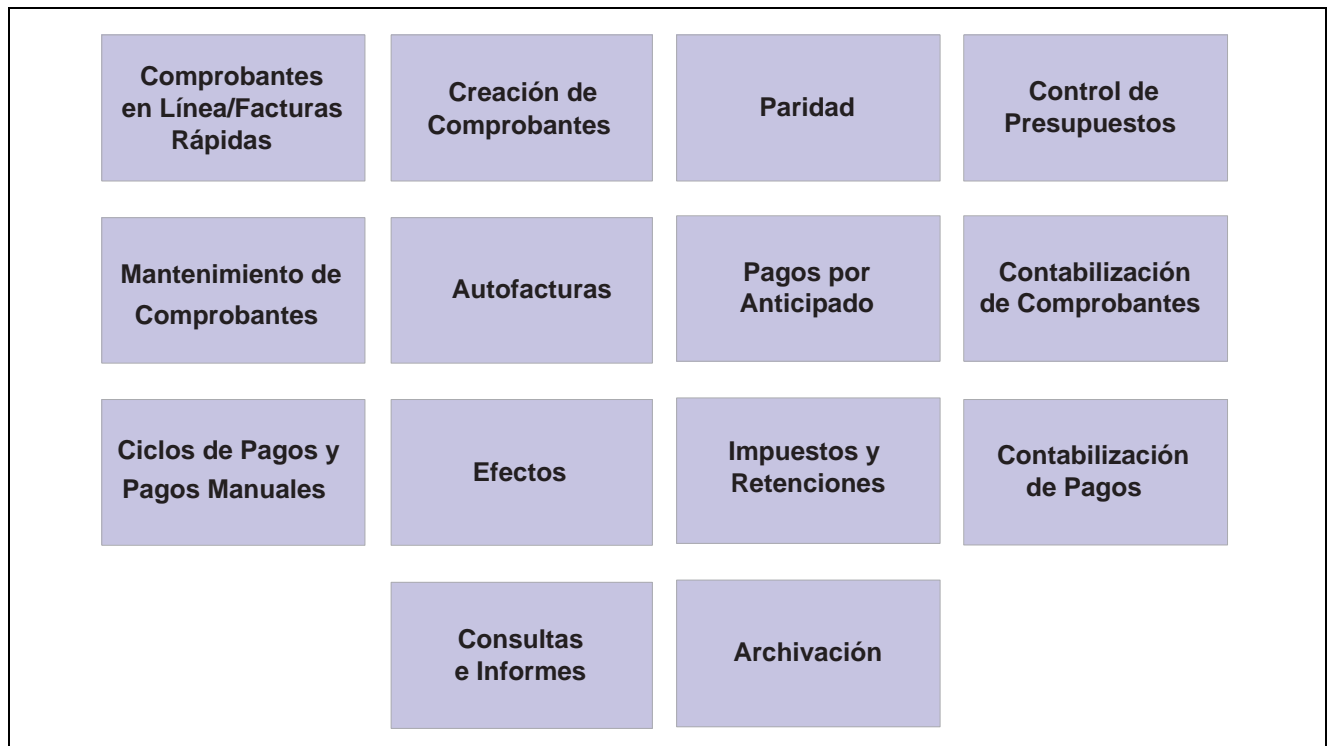 Comprobantes
en Línea/Facturas
Rápidas
Creación de
Comprobantes
Paridad
Control de
Presupuestos
Mantenimiento de
Comprobantes
Autofacturas
Pagos por
Anticipado
Contabilización
de Comprobantes
Ciclos de Pagos y
Pagos Manuales
Efectos
Impuestos y
Retenciones
Contabilización
de Pagos
Consultas
e Informes
Archivación